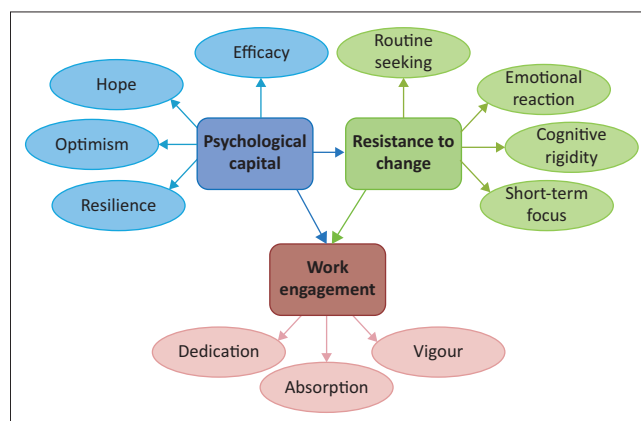 Efficacy
Routine
seeking
Hope
Emotional
reaction
Optimism
Psychological
capital
Resistance to
change
Cognitive
rigidity
Resilience
Short-term
focus
Work
engagement
Dedication
Vigour
Absorption